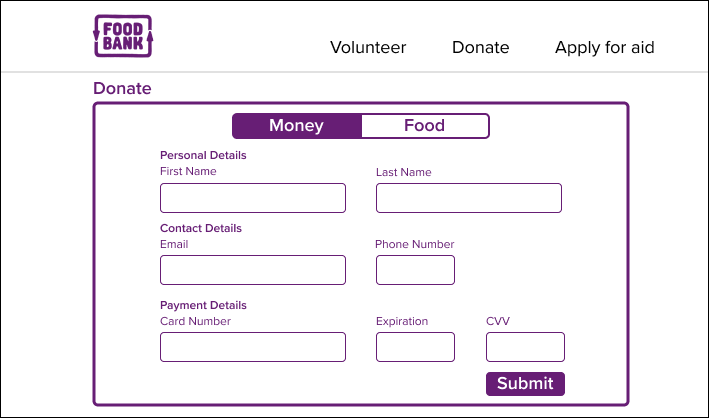 FOOD
BANK
Volunteer Donate Apply for aid
Donate
Money Food
Personal Details
First Name Last Name
Contact Details
Email Phone Number
Payment Details
Card Number Expiration CVV
Submit